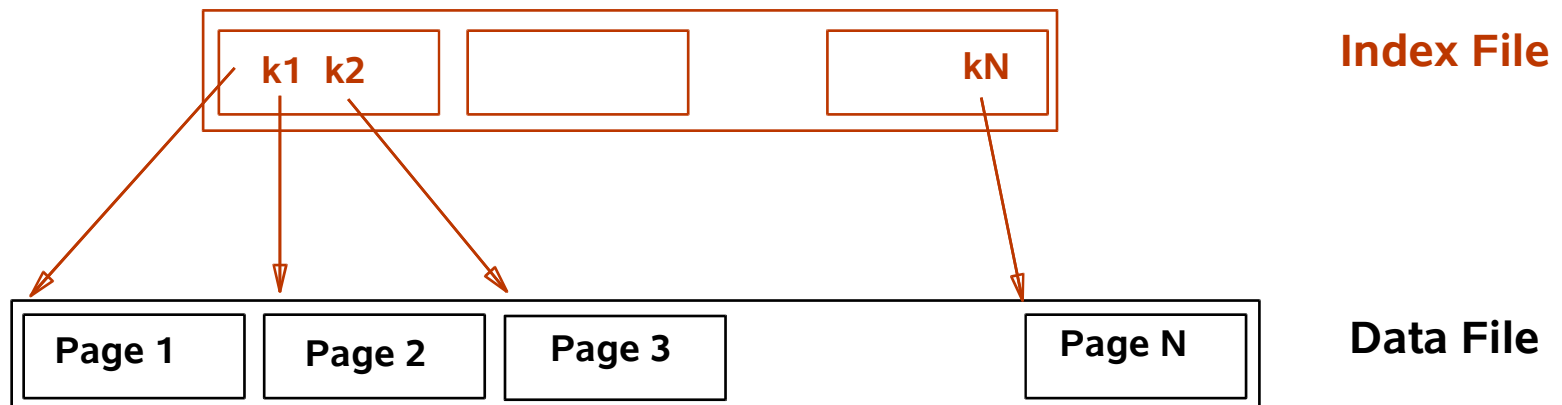 k1 k2
kN
Index File
Page 1
Page 2
Page 3
Page N
Data File